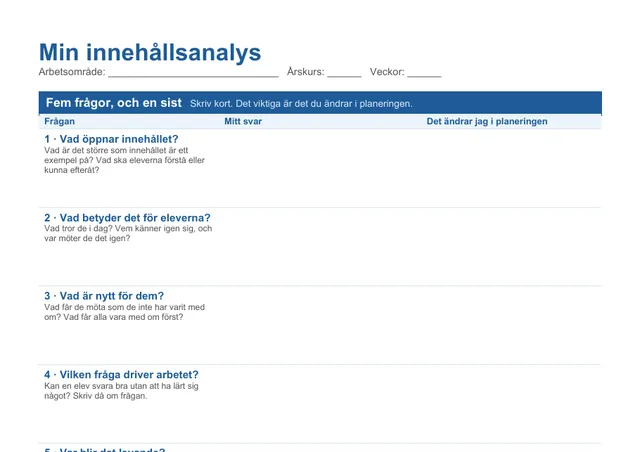 Min innehållsanalys
Arbetsområde: ______________________________ Årskurs: ______ Veckor: ______
Fem frågor, och en sist Skriv kort. Det viktiga är det du ändrar i planeringen.
Frågan Mitt svar Det ändrar jag i planeringen
1 · Vad öppnar innehållet?
Vad är det större som innehållet är ett
exempel på? Vad ska eleverna förstå eller
kunna efteråt?
2 · Vad betyder det för eleverna?
Vad tror de i dag? Vem känner igen sig, och
var möter de det igen?
3 · Vad är nytt för dem?
Vad får de möta som de inte har varit med
om? Vad får alla vara med om först?
4 · Vilken fråga driver arbetet?
Kan en elev svara bra utan att ha lärt sig
något? Skriv då om frågan.